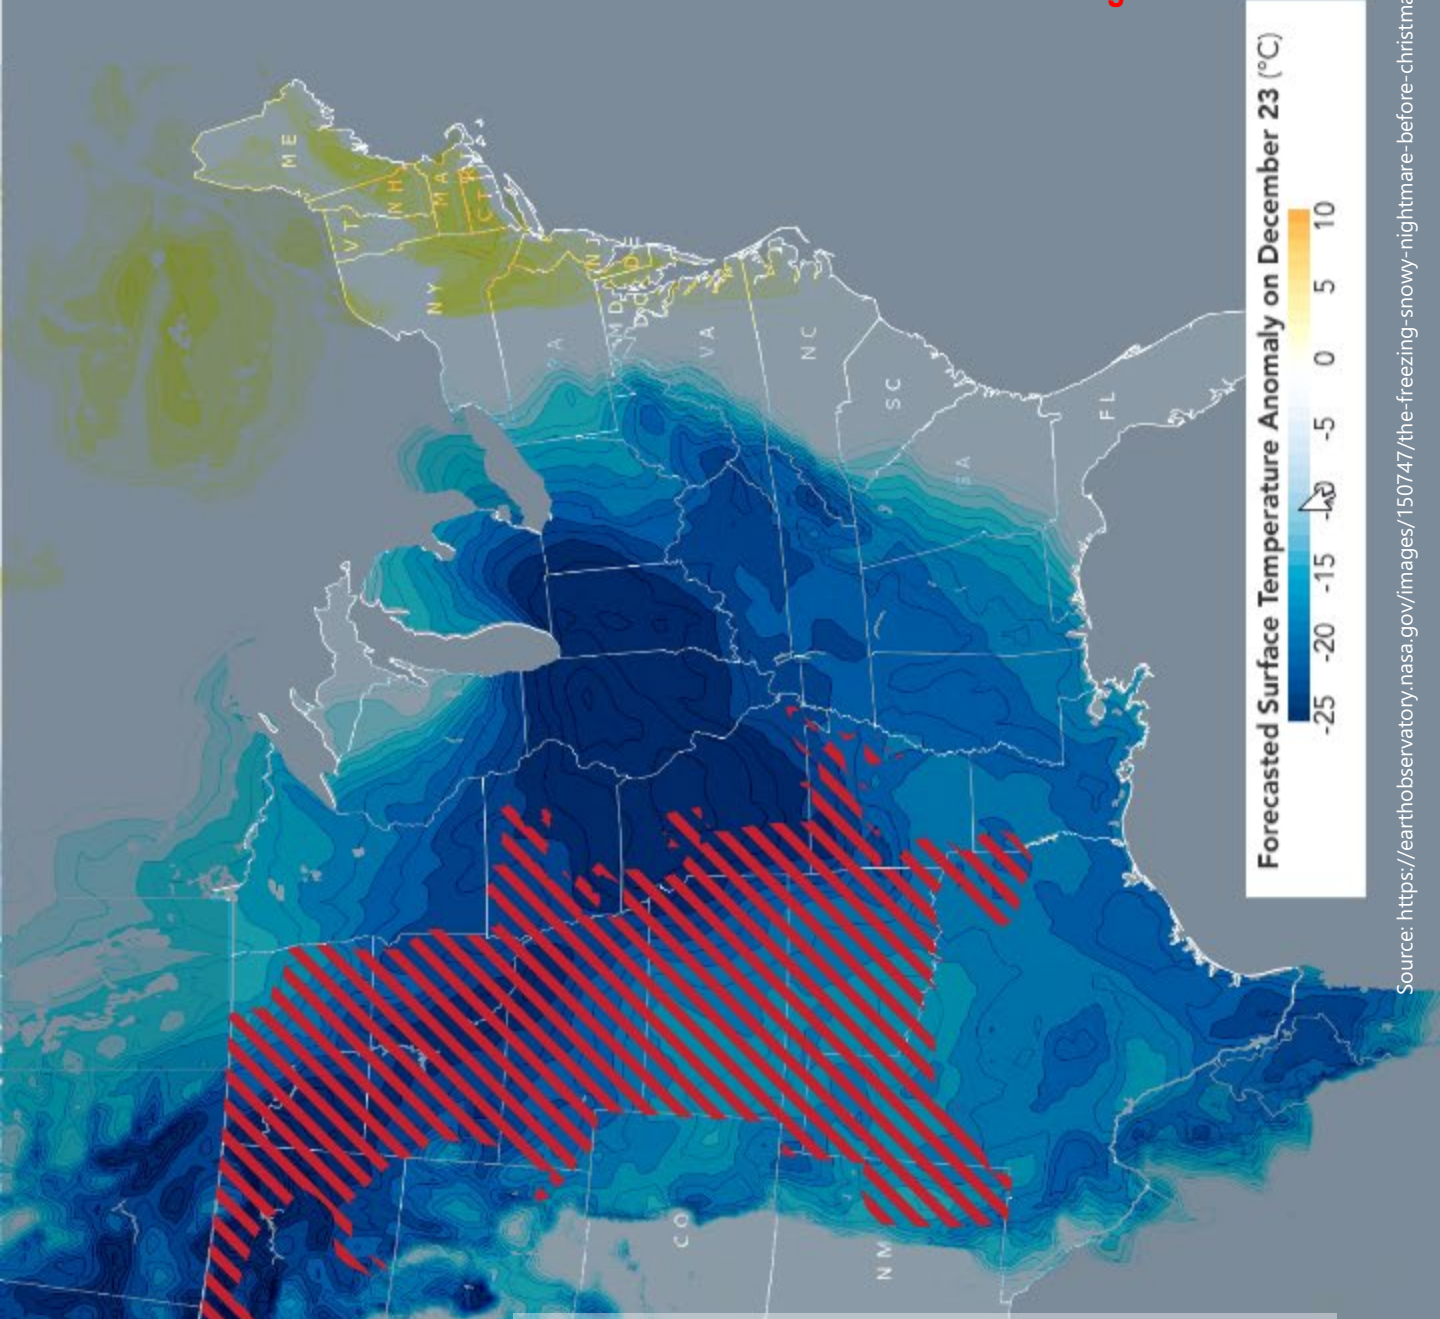 ME
NH
VT
MA
CT
NY
NJ
DE
MD
DC
VA
NC
SC
GA
FL
CO
NM
Forecasted Surface Temperature Anomaly on December 23 (°C)
-25 -20 -15 -5 0 5 10
Source: https://earthobservatory.nasa.gov/images/150747/the-freezing-snowy-nightmare-before-christma